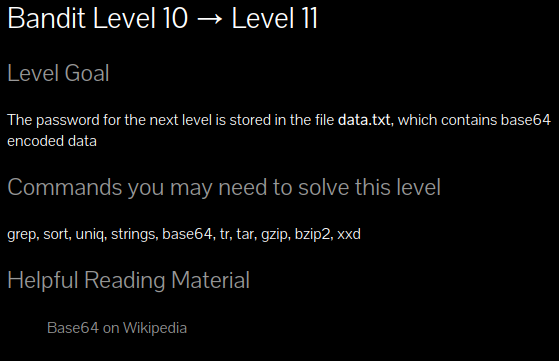 Bandit Level 10 → Level 11
Level Goal
The password for the next level is stored in the file data.txt, which contains base64
encoded data
Commands you may need to solve this level
grep, sort, uniq, strings, base64, tr, tar, gzip, bzip2, xxd
Helpful Reading Material
Base64 on Wikipedia